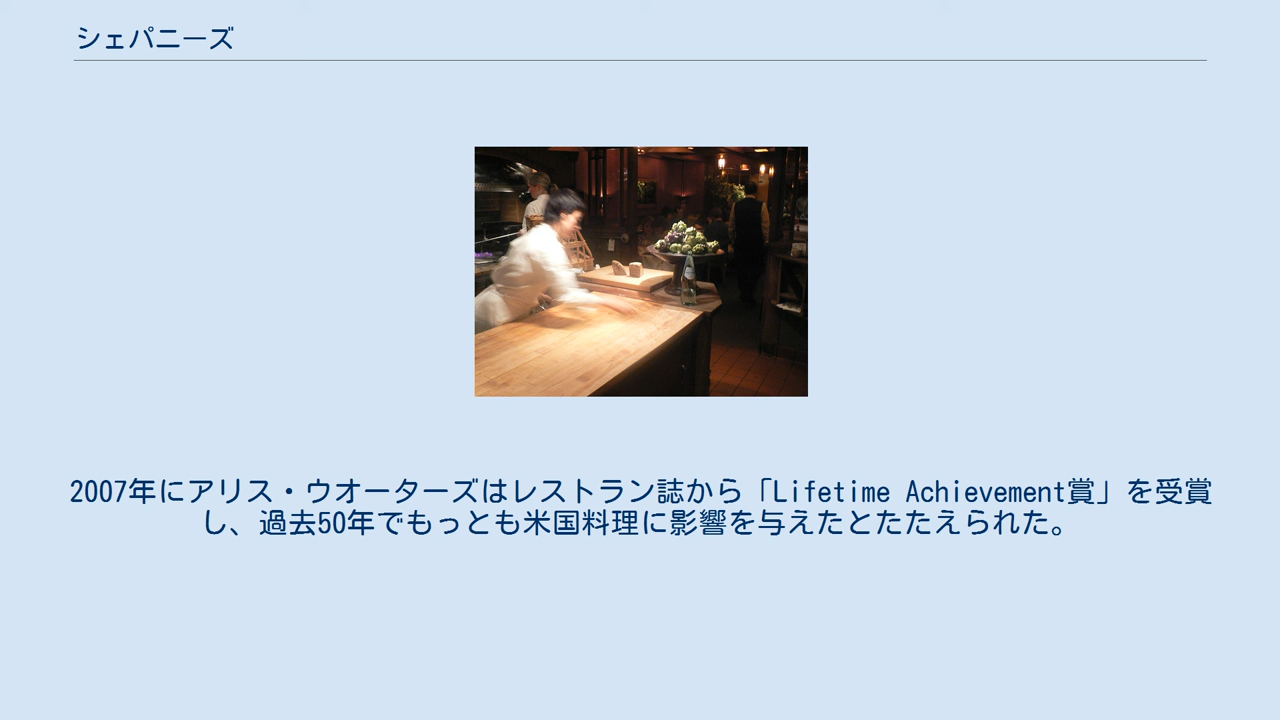 シェパニーズ
2007年にアリス・ウオーターズはレストラン誌から「Lifetime Achievement賞」を受賞
し、過去50年でもっとも米国料理に影響を与えたとたたえられた。